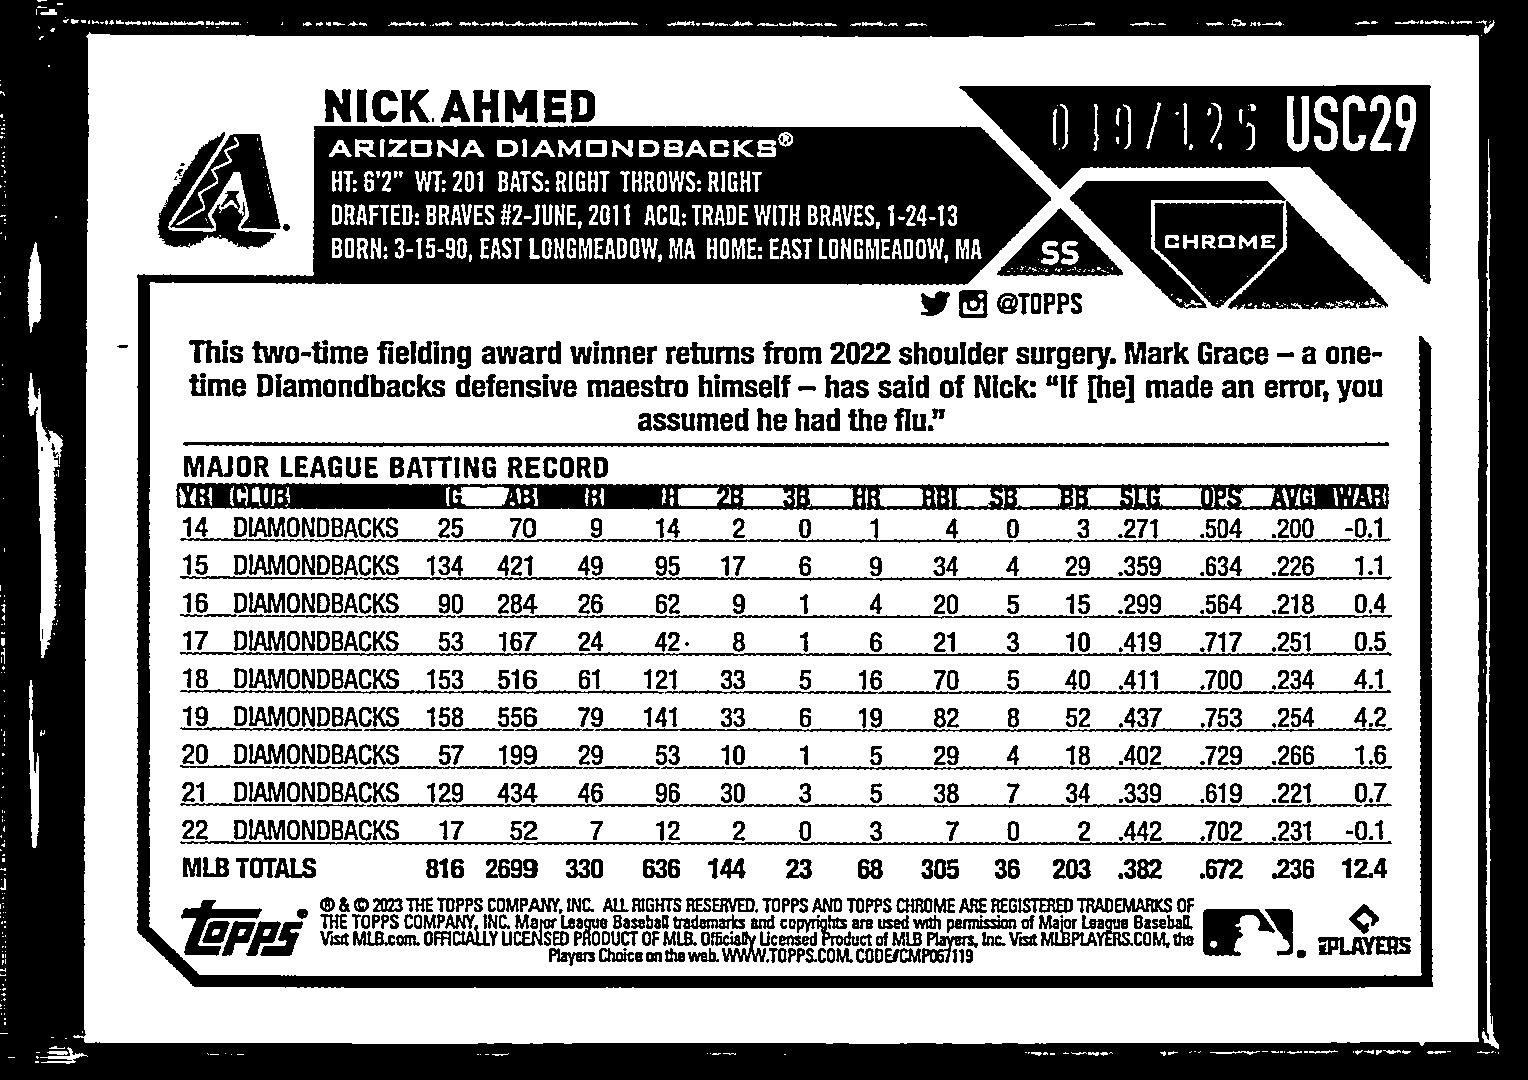 NICK AHMED
019/125 USC29
ARIZONA DIAMONDBACKS®
HT: 6'2" WT: 201 BATS: RIGHT THROWS: RIGHT
DRAFTED: BRAVES #2-JUNE, 2011 ACQ: TRADE WITH BRAVES, 1-24-13
BORN: 3-15-90, EAST LONGMEADOW, MA HOME: EAST LONGMEADOW, MA
SS
CHROME
@TOPPS
This two-time fielding award winner returns from 2022 shoulder surgery. Mark Grace – a one-
time Diamondbacks defensive maestro himself – has said of Nick: “If [he] made an error, you
assumed he had the flu.”
MAJOR LEAGUE BATTING RECORD
YR CLUB G AB R H 2B 3B HR RBI SB BB SLG OPS AVG WAR
14 DIAMONDBACKS 25 70 9 14 2 0 1 4 0 3 .271 .504 .200 -0.1
15 DIAMONDBACKS 134 421 49 95 17 6 9 34 4 29 .359 .634 .226 1.1
16 DIAMONDBACKS 90 284 26 62 9 1 4 20 5 15 .299 .564 .218 0.4
17 DIAMONDBACKS 53 167 24 42 8 1 6 21 3 10 .419 .717 .251 0.5
18 DIAMONDBACKS 153 516 61 121 33 5 16 70 5 40 .411 .700 .234 4.1
19 DIAMONDBACKS 158 556 79 141 33 6 19 82 8 52 .437 .753 .254 4.2
20 DIAMONDBACKS 57 199 29 53 10 1 5 29 4 18 .402 .729 .266 1.6
21 DIAMONDBACKS 129 434 46 96 30 3 5 38 7 34 .339 .619 .221 0.7
22 DIAMONDBACKS 17 52 7 12 2 0 3 7 0 2 .442 .702 .231 -0.1
MLB TOTALS 816 2699 330 636 144 23 68 305 36 203 .382 .672 .236 12.4
Topps
® & © 2023 THE TOPPS COMPANY, INC. ALL RIGHTS RESERVED. TOPPS AND TOPPS CHROME ARE REGISTERED TRADEMARKS OF
THE TOPPS COMPANY, INC. Major League Baseball trademarks and copyrights are used with permission of Major League Baseball.
Visit MLB.com. OFFICIALLY LICENSED PRODUCT OF MLB. Officially Licensed Product of MLB Players, Inc. Visit MLBPLAYERS.COM, the
Players Choice on the web. WWW.TOPPS.COM. CODE#CMP067119
PLAYERS